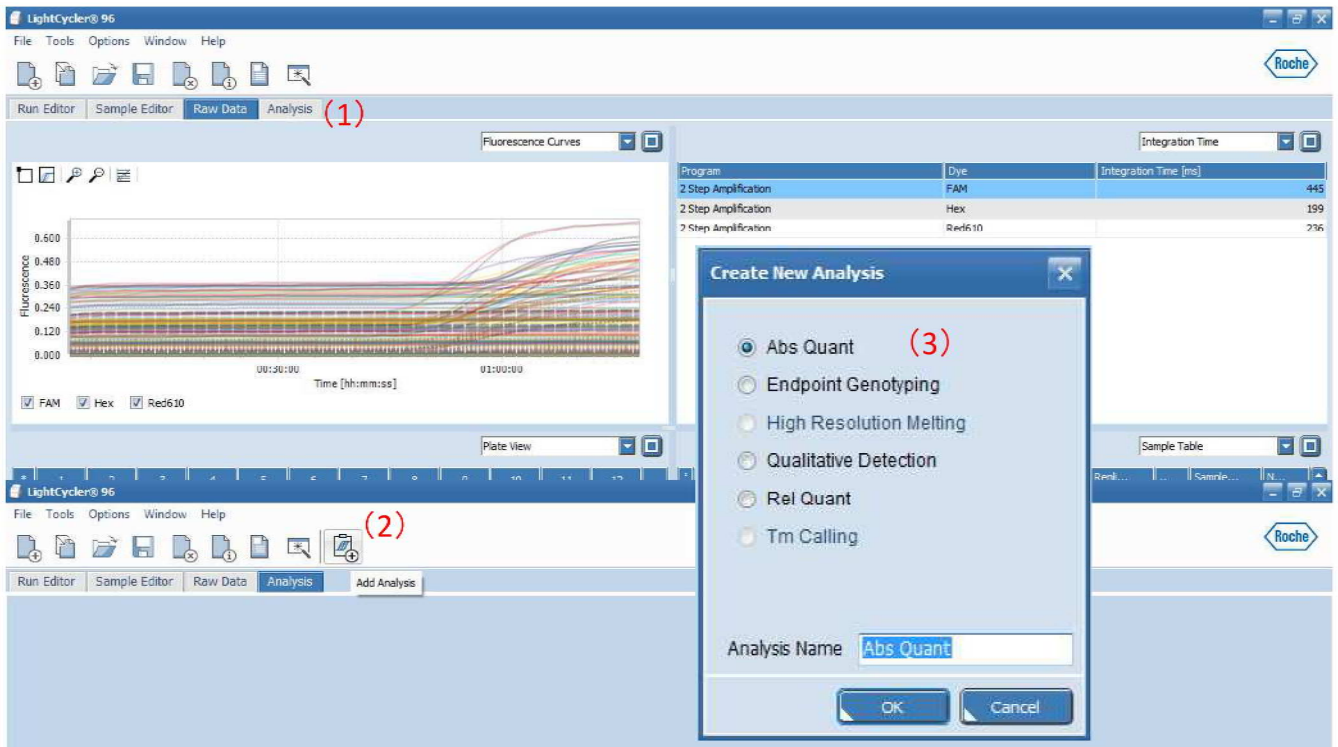 LightCycler® 96
File Tools Options Window Help
Roche
Run Editor Sample Editor Raw Data Analysis (1)
Fluorescence Curves
Integration Time
Program Dye Integration Time [ms]
2 Step Amplification FAM 445
2 Step Amplification Hex 199
2 Step Amplification Red610 236
Fluorescence
0.600
0.480
0.360
0.240
0.120
0.000
00:30:00 01:00:00
Time [hh:mm:ss]
FAM Hex Red610
Plate View
Sample Table
LightCycler® 96
File Tools Options Window Help
(2)
Roche
Run Editor Sample Editor Raw Data Analysis
Add Analysis
Create New Analysis
Abs Quant (3)
Endpoint Genotyping
High Resolution Melting
Qualitative Detection
Rel Quant
Tm Calling
Analysis Name Abs Quant
OK Cancel